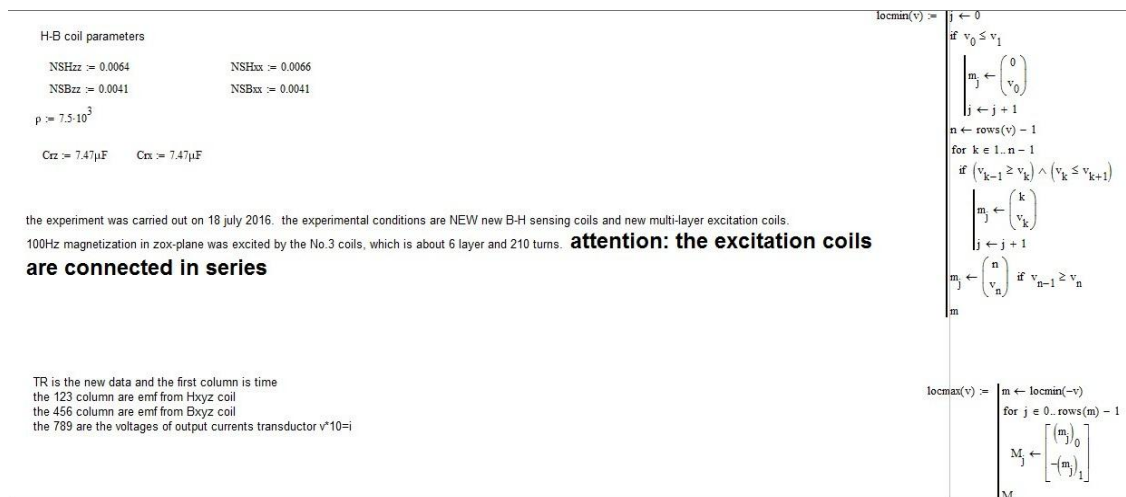 H-B coil parameters
NSHzz := 0.0064 NSHxx := 0.0066
NSBzz := 0.0041 NSBxx := 0.0041
ρ := 7.5·10³
Crz := 7.47μF Crx := 7.47μF
the experiment was carried out on 18 july 2016. the experimental conditions are NEW new B-H sensing coils and new multi-layer excitation coils.
100Hz magnetization in zox-plane was excited by the No.3 coils, which is about 6 layer and 210 turns. attention: the excitation coils
are connected in series
TR is the new data and the first column is time
the 123 column are emf from Hxyz coil
the 456 column are emf from Bxyz coil
the 789 are the voltages of output currents transductor v*10=i
locmin(v) := j ← 0
if v_0 ≤ v_1
m_j ← (0 v_0)
j ← j + 1
n ← rows(v) − 1
for k ∈ 1.. n − 1
if (v_{k−1} ≥ v_k) ∧ (v_k ≤ v_{k+1})
m_j ← (k v_k)
j ← j + 1
m_j ← (n v_n) if v_{n−1} ≥ v_n
m
locmax(v) := m ← locmin(−v)
for j ∈ 0.. rows(m) − 1
M_j ← [(m_j)_0 −(m_j)_1]
M